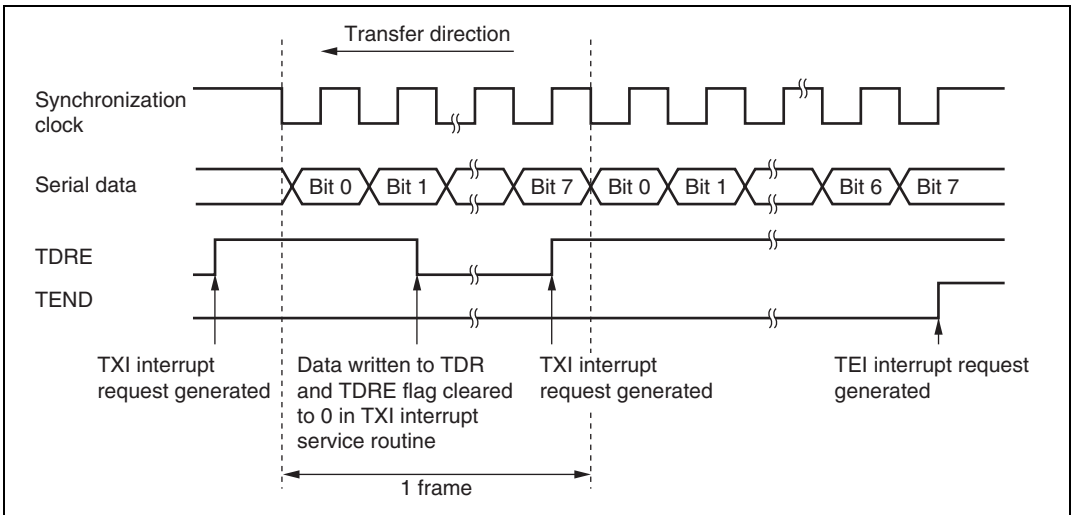 Transfer direction
Synchronization
clock
Serial data
Bit 0
Bit 1
Bit 7
Bit 0
Bit 1
Bit 6
Bit 7
TDRE
TEND
TXI interrupt
request generated
Data written to TDR
and TDRE flag cleared
to 0 in TXI interrupt
service routine
TXI interrupt
request generated
TEI interrupt request
generated
1 frame